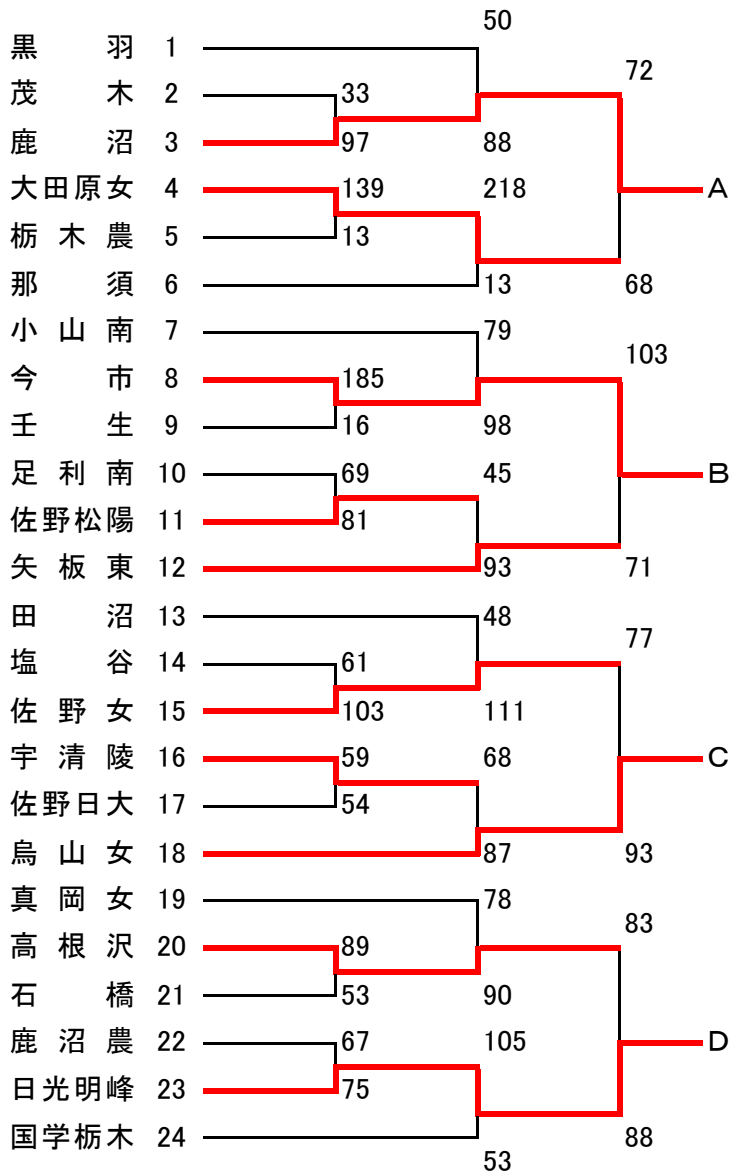 50
黒羽 1
72
茂木 2 33
鹿沼 3 97 88
大田原女 4 139 218 A
栃木農 5 13
那須 6 13 68
小山南 7 79
103
今市 8 185
壬生 9 16 98
足利南 10 69 45 B
佐野松陽 11 81
矢板東 12 93 71
田沼 13 48
77
塩谷 14 61
佐野女 15 103 111
宇清陵 16 59 68 C
佐野日大 17 54
烏山女 18 87 93
真岡女 19 78
83
高根沢 20 89
石橋 21 53 90
鹿沼農 22 67 105 D
日光明峰 23 75
国学栃木 24 88
53